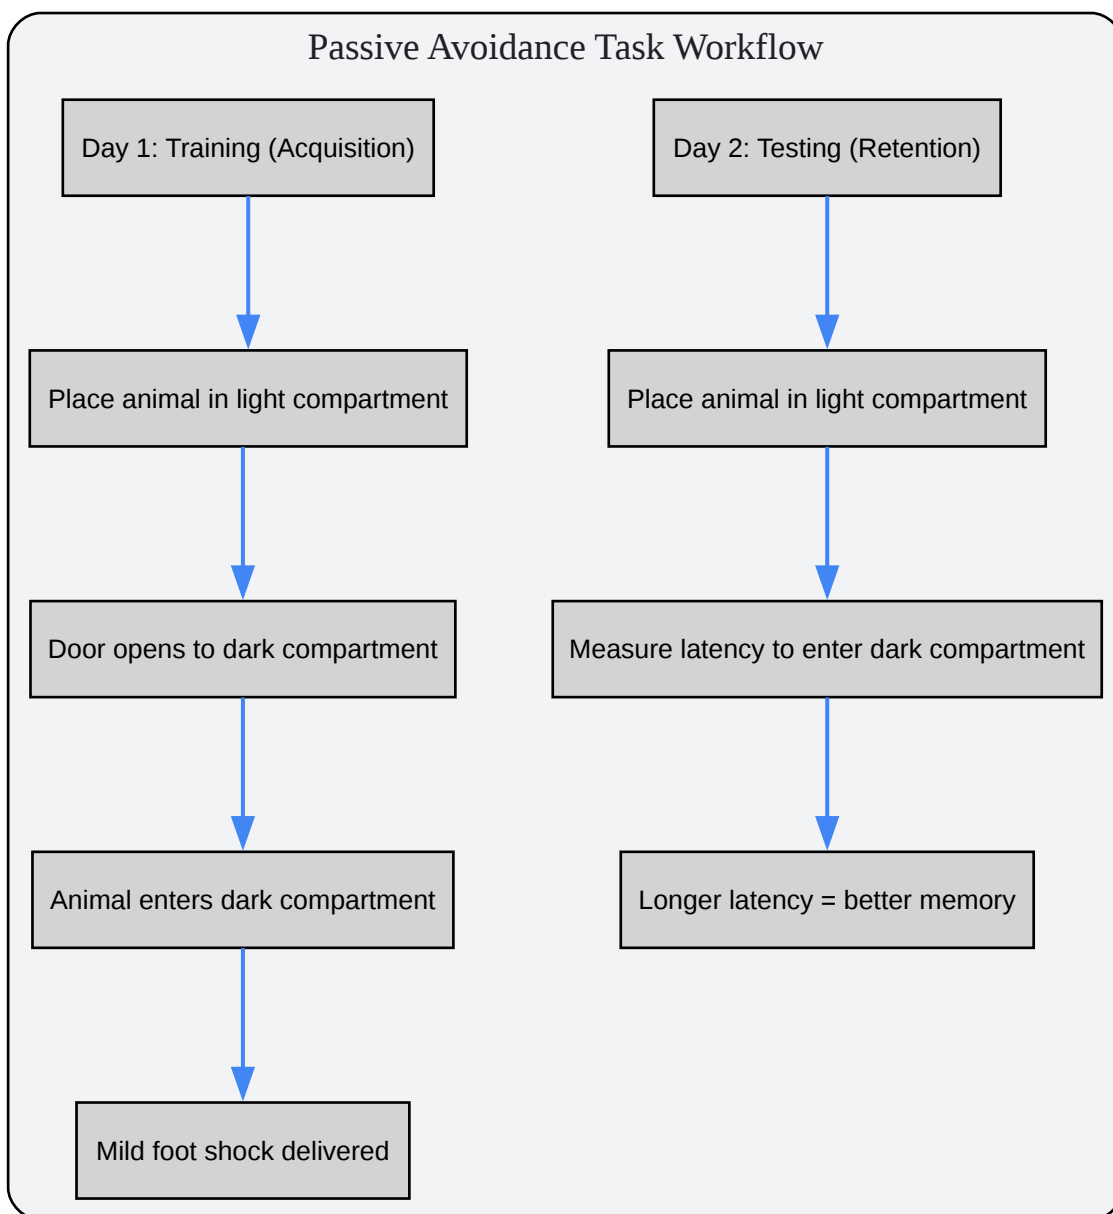 Passive Avoidance Task Workflow
Day 1: Training (Acquisition)
Place animal in light compartment
Door opens to dark compartment
Animal enters dark compartment
Mild foot shock delivered
Day 2: Testing (Retention)
Place animal in light compartment
Measure latency to enter dark compartment
Longer latency = better memory